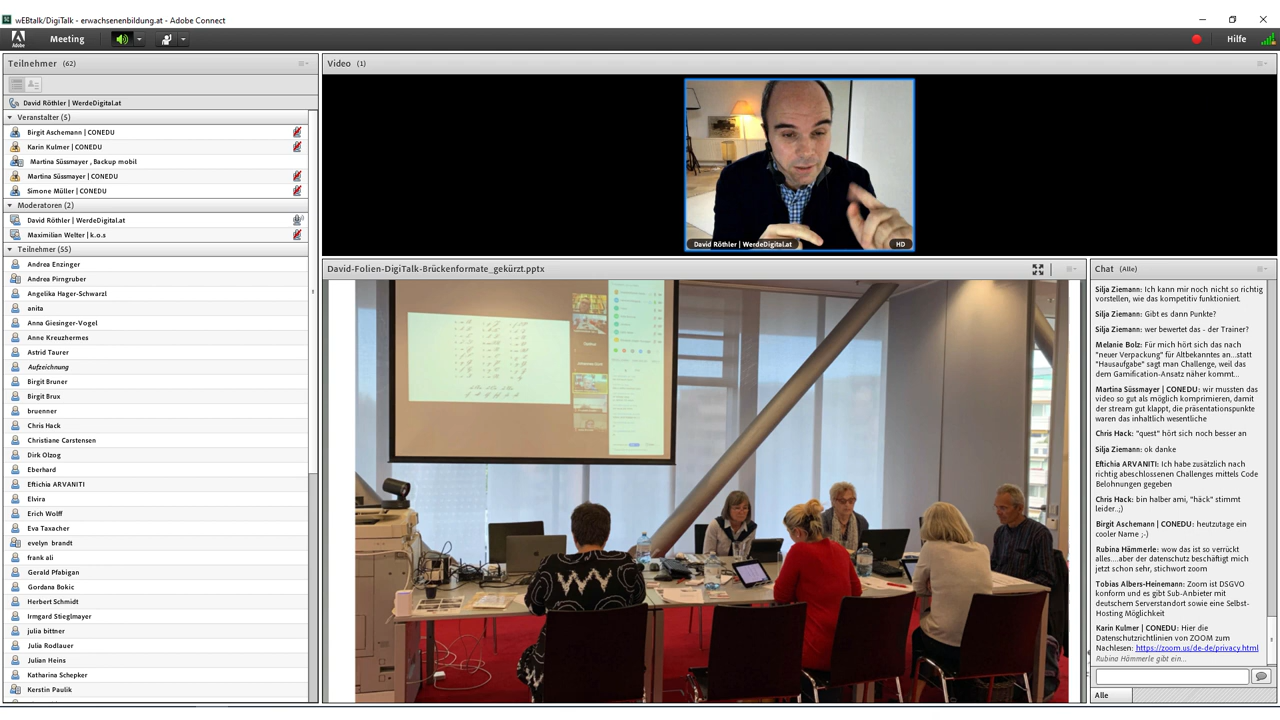 wEBtalk/DigiTalk - erwachsenenbildung.at - Adobe Connect
Adobe
Meeting
Hilfe
Teilnehmer (62)
David Röthler | WerdeDigital.at
Veranstalter (5)
Birgit Aschemann | CONEDU
Karin Kulmer | CONEDU
Martina Süssmayer , Backup mobil
Martina Süssmayer | CONEDU
Simone Müller | CONEDU
Moderatoren (2)
David Röthler | WerdeDigital.at
Maximilian Welter | k.o.s
Teilnehmer (55)
Andrea Enzinger
Andrea Pirngruber
Angelika Hager-Schwarzl
anita
Anna Giesinger-Vogel
Anne Kreuzhermes
Astrid Taurer
Aufzeichnung
Birgit Bruner
Birgit Brux
bruenner
Chris Hack
Christiane Carstensen
Dirk Olzog
Eberhard
Eftichia ARVANITI
Elvira
Erich Wolff
Eva Taxacher
evelyn brandt
frank ali
Gerald Pfabigan
Gordana Bokic
Herbert Schmidt
Irmgard Stieglmayer
julia bittner
Julia Rodlauer
Julian Heins
Katharina Schepker
Kerstin Paulik
Video (1)
David Röthler | WerdeDigital.at
HD
David-Folien-DigiTalk-Brückenformate_gekürzt.pptx
Chat (Alle)
Silja Ziemann: Ich kann mir noch nicht so richtig
vorstellen, wie das kompetitiv funktioniert.
Silja Ziemann: Gibt es dann Punkte?
Silja Ziemann: wer bewertet das - der Trainer?
Melanie Bolz: Für mich hört sich das nach
"neuer Verpackung" für Altbekanntes an...statt
"Hausaufgabe" sagt man Challenge, weil das
dem Gamification-Ansatz näher kommt...
Martina Süssmayer | CONEDU: wir mussten das
video so gut als möglich komprimieren, damit
der stream gut klappt, die präsentationspunkte
waren das inhaltlich wesentliche
Chris Hack: "quest" hört sich noch besser an
Silja Ziemann: ok danke
Eftichia ARVANITI: Ich habe zusätzlich nach
richtig abeschlossenen Challenges mittels Code
Belohnungen gegeben
Chris Hack: bin halber ami, "häck" stimmt
leider..;)
Birgit Aschemann | CONEDU: heutzutage ein
cooler Name ;-)
Rubina Hämmerle: wow das ist so verrückt
alles....aber der datenschutz beschäftigt mich
jetzt schon sehr, stichwort zoom
Tobias Albers-Heinemann: Zoom ist DSGVO
konform und es gibt Sub-Anbieter mit
deutschem Serverstandort sowie eine Selbst-
Hosting Möglichkeit
Karin Kulmer | CONEDU: Hier die
Datenschutzrichtlinien von ZOOM zum
Nachlesen: https://zoom.us/de-de/privacy.html
Rubina Hämmerle gibt ein...
Alle